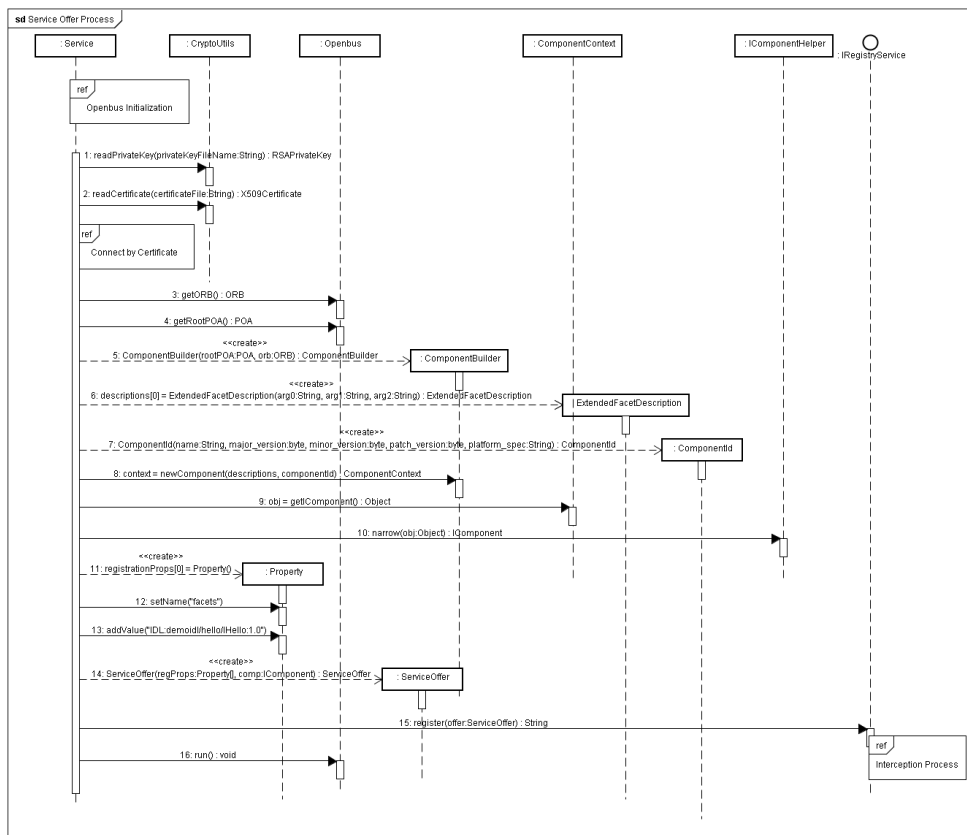 sd Service Offer Process
: Service
: CryptoUtils
: Openbus
: ComponentContext
: IComponentHelper
: IRegistryService
ref
Openbus Initialization
1: readPrivateKey(privateKeyFileName:String) : RSAPrivateKey
2: readCertificate(certificateFile:String) : X509Certificate
ref
Connect by Certificate
3: getORB() : ORB
4: getRootPOA() : POA
<<create>>
5: ComponentBuilder(rootPOA:POA, orb:ORB) : ComponentBuilder
: ComponentBuilder
<<create>>
6: descriptions[0] = ExtendedFacetDescription(arg0:String, arg1:String, arg2:String) : ExtendedFacetDescription
: ExtendedFacetDescription
<<create>>
7: ComponentId(name:String, major_version:byte, minor_version:byte, patch_version:byte, platform_spec:String) : ComponentId
: ComponentId
8: context = newComponent(descriptions, componentId) : ComponentContext
9: obj = getIComponent() : Object
10: narrow(obj:Object) : IComponent
<<create>>
11: registrationProps[0] = Property()
: Property
12: setName("facets")
13: addValue("IDL:demoidl/hello/IHello:1.0")
<<create>>
14: ServiceOffer(regProps:Property[], comp:IComponent) : ServiceOffer
: ServiceOffer
15: register(offer:ServiceOffer) : String
ref
Interception Process
16: run() : void